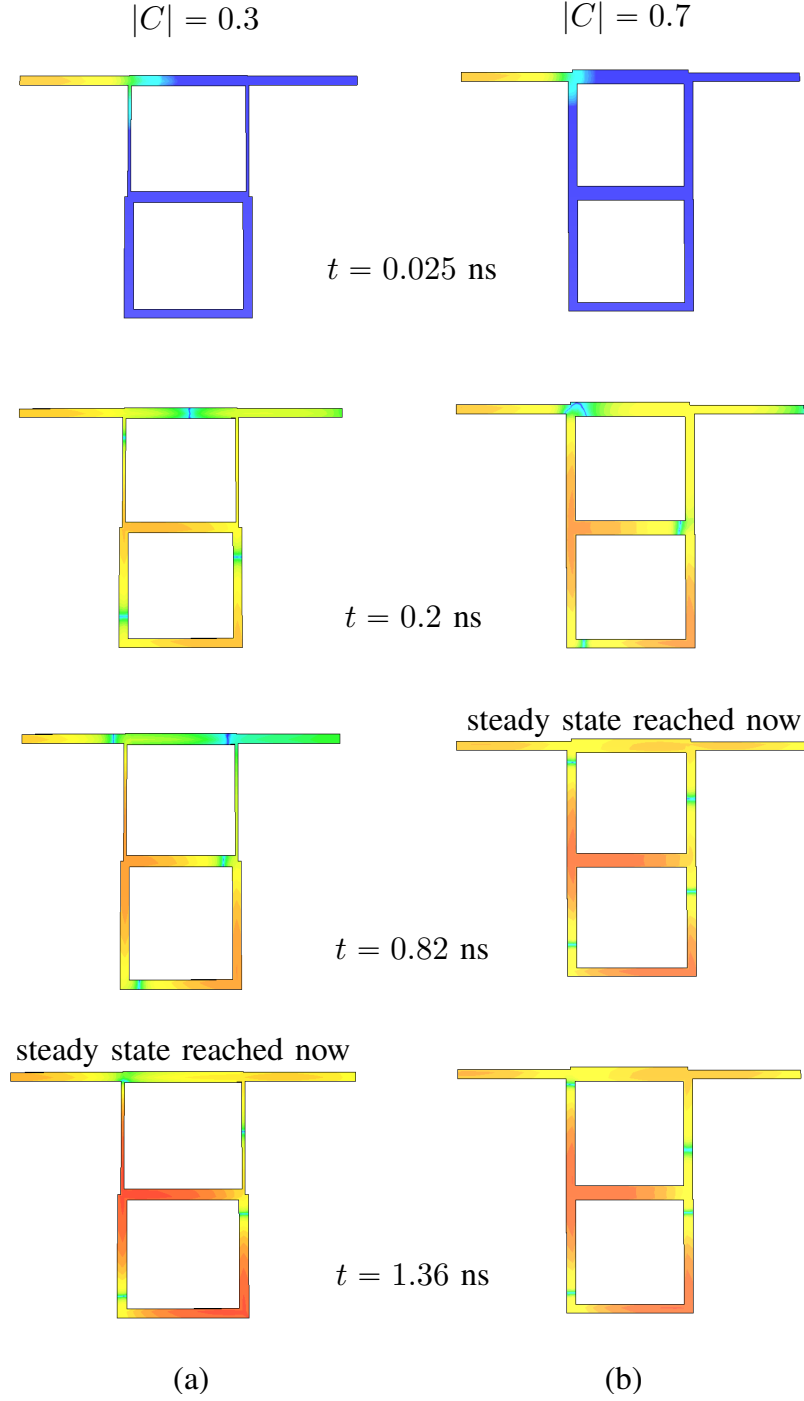 |C| = 0.3
|C| = 0.7
t = 0.025 ns
t = 0.2 ns
steady state reached now
t = 0.82 ns
steady state reached now
t = 1.36 ns
(a)
(b)